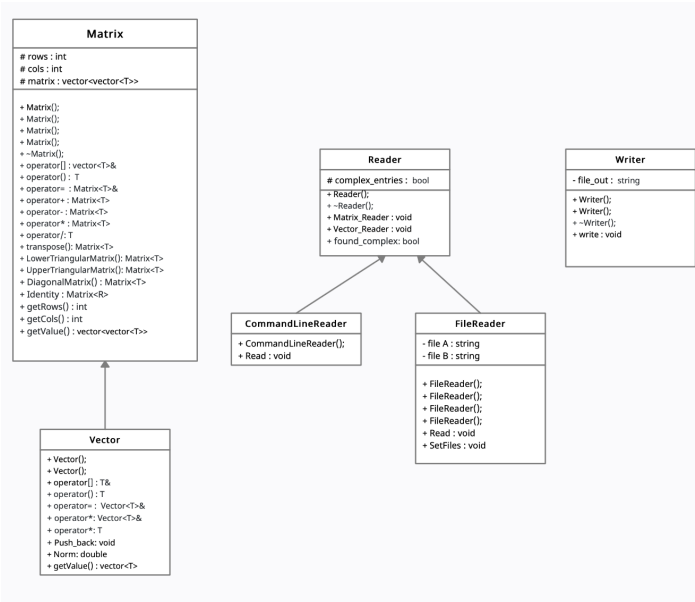 Matrix
# rows : int
# cols : int
# matrix : vector<vector<T>>
+ Matrix();
+ Matrix();
+ Matrix();
+ Matrix();
+ ~Matrix();
+ operator[] : vector<T>&
+ operator() : T
+ operator= : Matrix<T>&
+ operator+ : Matrix<T>
+ operator- : Matrix<T>
+ operator* : Matrix<T>
+ operator/: T
+ transpose(): Matrix<T>
+ LowerTriangularMatrix(): Matrix<T>
+ UpperTriangularMatrix(): Matrix<T>
+ DiagonalMatrix() : Matrix<T>
+ Identity : Matrix<R>
+ getRows() : int
+ getCols() : int
+ getValue() : vector<vector<T>>
Vector
+ Vector();
+ Vector();
+ operator[] : T&
+ operator() : T
+ operator= : Vector<T>&
+ operator*: Vector<T>&
+ operator*: T
+ Push_back: void
+ Norm: double
+ getValue() : vector<T>
Reader
# complex_entries : bool
+ Reader();
+ ~Reader();
+ Matrix_Reader : void
+ Vector_Reader : void
+ found_complex: bool
CommandLineReader
+ CommandLineReader();
+ Read : void
FileReader
- file A : string
- file B : string
+ FileReader();
+ FileReader();
+ FileReader();
+ FileReader();
+ Read : void
+ SetFiles : void
Writer
- file_out : string
+ Writer();
+ Writer();
+ ~Writer();
+ write : void